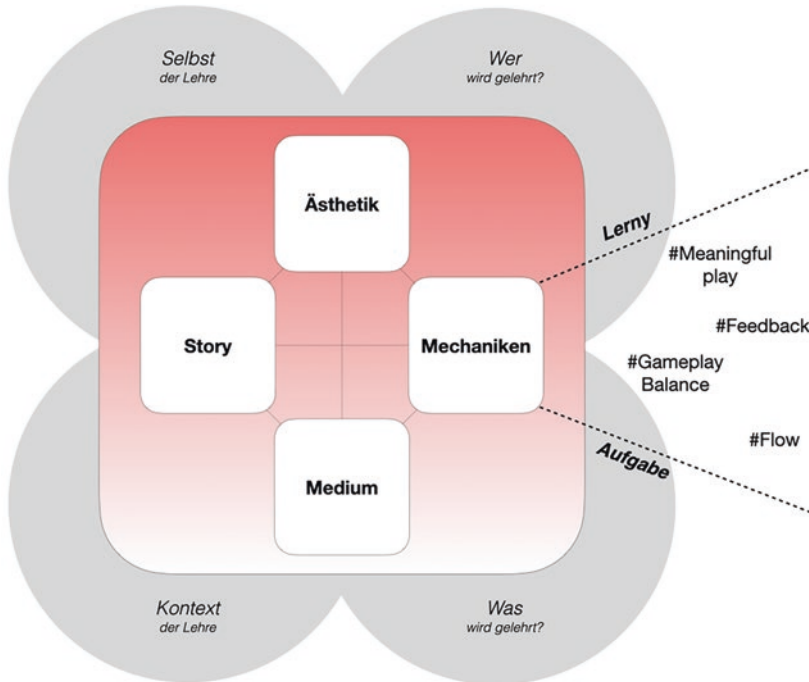 Selbst
der Lehre
Wer
wird gelehrt?
Ästhetik
Lerny
#Meaningful
play
Story
Mechaniken
#Feedback
#Gameplay
Balance
#Flow
Aufgabe
Medium
Kontext
der Lehre
Was
wird gelehrt?